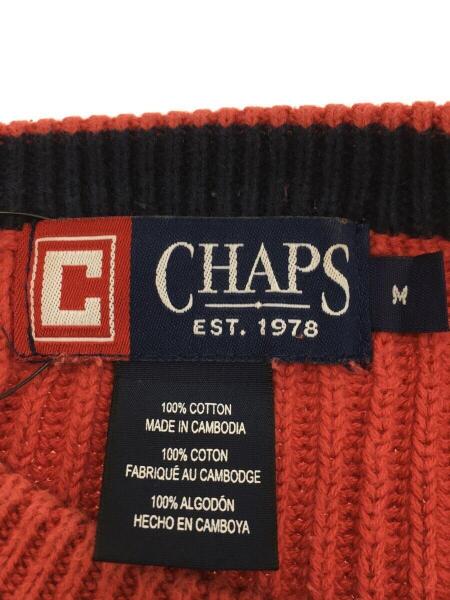 C
CHAPS
EST. 1978
M
100% COTTON
MADE IN CAMBODIA
100% COTON
FABRIQUÉ AU CAMBODGE
100% ALGODÓN
HECHO EN CAMBOYA